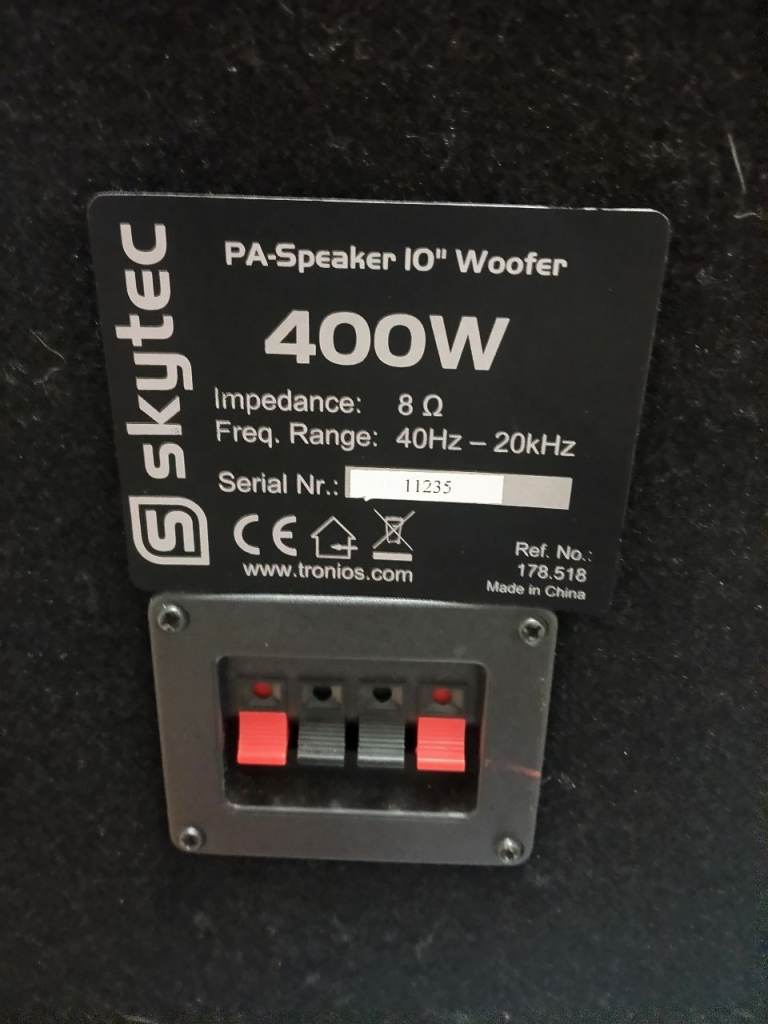 skytec
PA-Speaker 10" Woofer
400W
Impedance: 8 Ω
Freq. Range: 40Hz – 20kHz
Serial Nr.: 11235
CE
www.tronios.com
Ref. No.:
178.518
Made in China